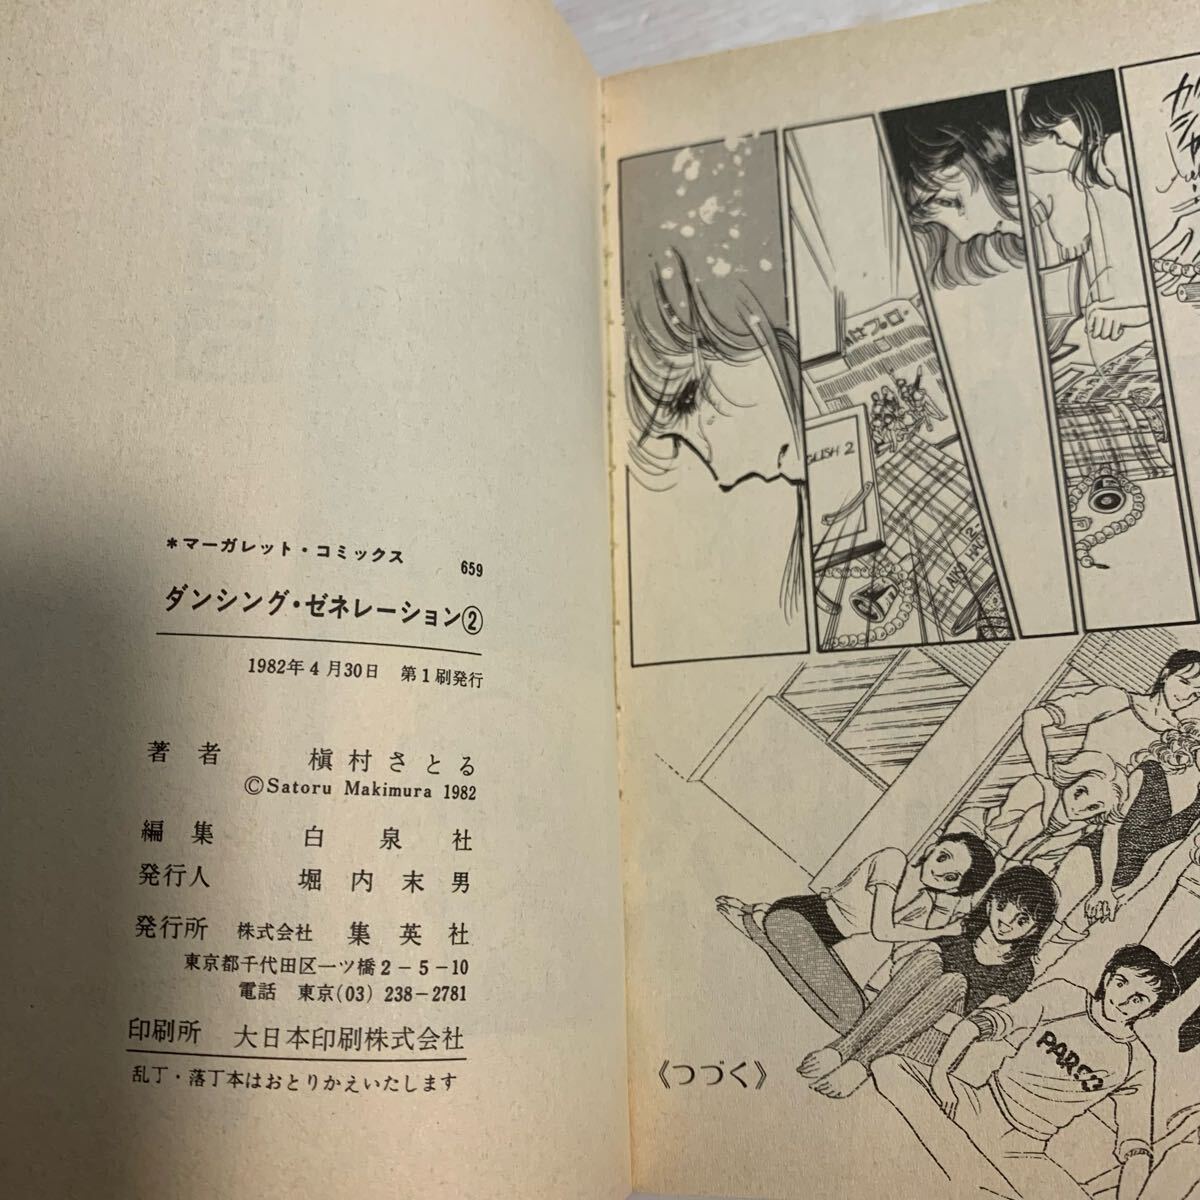 *マーガレット・コミックス 659
ダンシング・ゼネレーション②
1982年4月30日 第1刷発行
著者 槇村さとる
©Satoru Makimura 1982
編集 白泉社
発行人 堀内末男
発行所 株式会社 集英社
東京都千代田区一ツ橋2-5-10
電話 東京(03)238-2781
印刷所 大日本印刷株式会社
乱丁・落丁本はおとりかえいたします
GLISH 2
PARCO
《つづく》